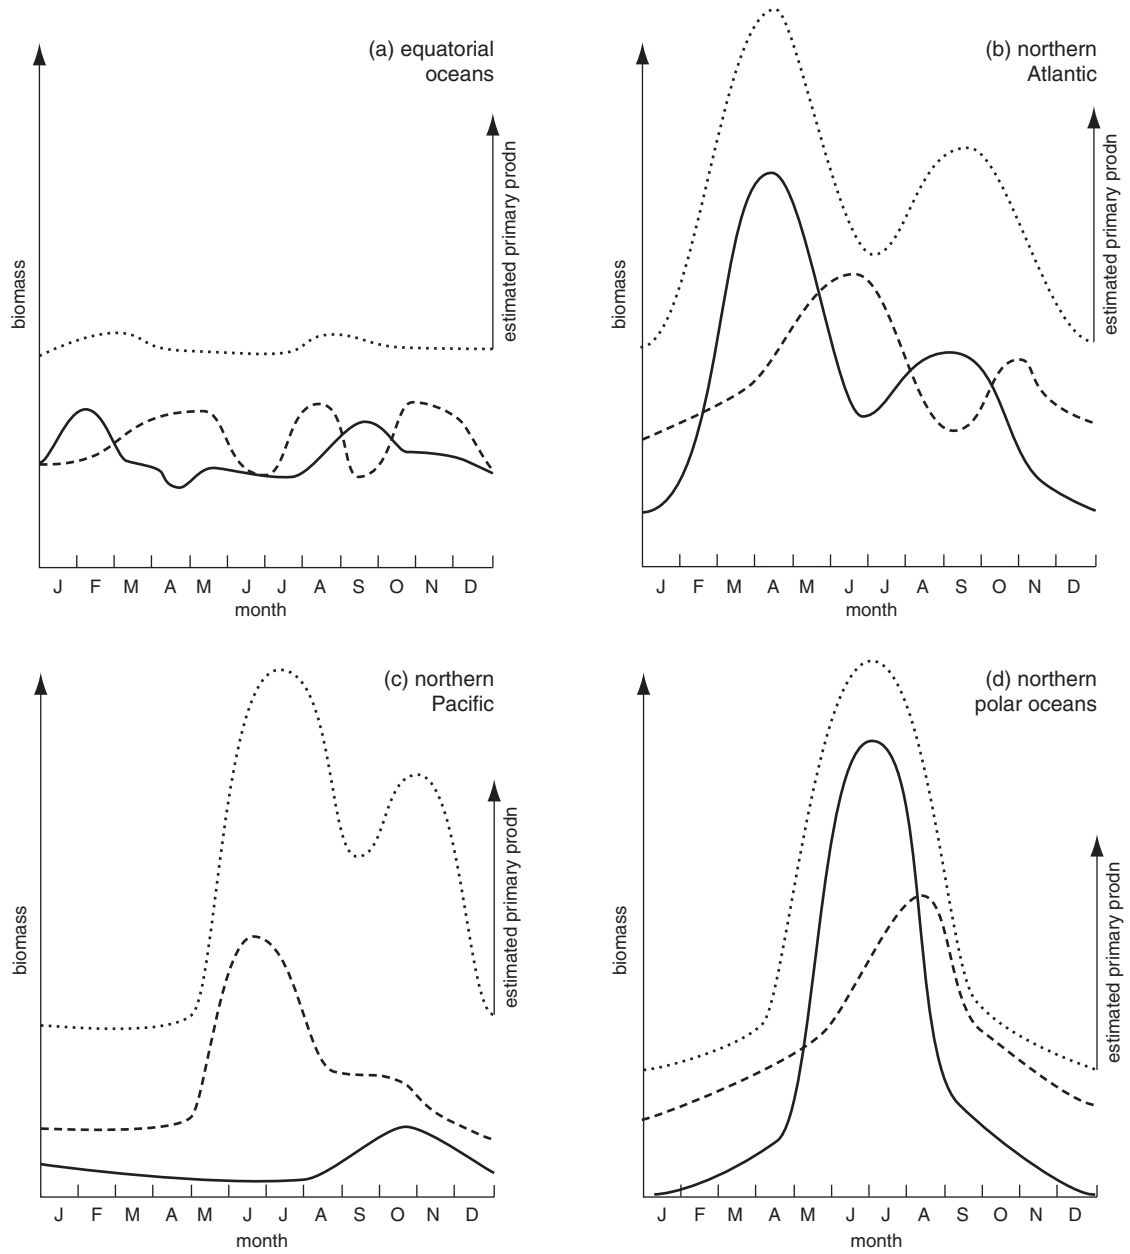 (a) equatorial
oceans
biomass
estimated primary prodn
J F M A M J J A S O N D
month
(b) northern
Atlantic
biomass
estimated primary prodn
J F M A M J J A S O N D
month
(c) northern
Pacific
biomass
estimated primary prodn
J F M A M J J A S O N D
month
(d) northern
polar oceans
biomass
estimated primary prodn
J F M A M J J A S O N D
month